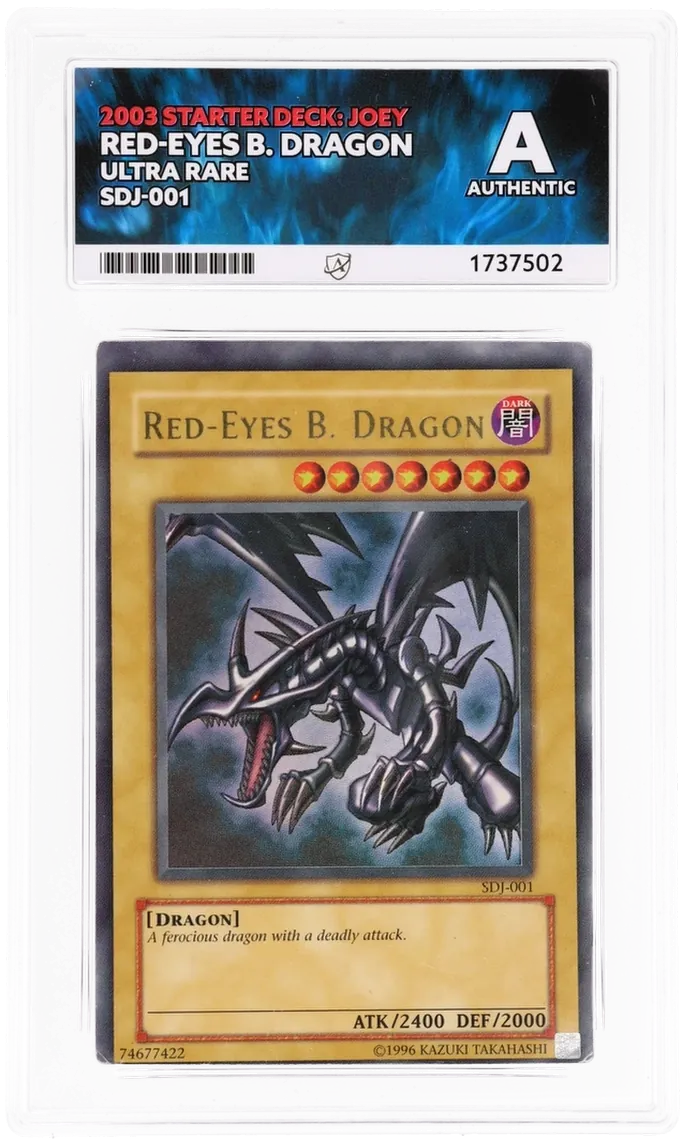 2003 STARTER DECK: JOEY
RED-EYES B. DRAGON
ULTRA RARE
SDJ-001
A
AUTHENTIC
1737502
RED-EYES B. DRAGON
DARK
闇
SDJ-001
[DRAGON]
A ferocious dragon with a deadly attack.
ATK/2400 DEF/2000
74677422
©1996 KAZUKI TAKAHASHI